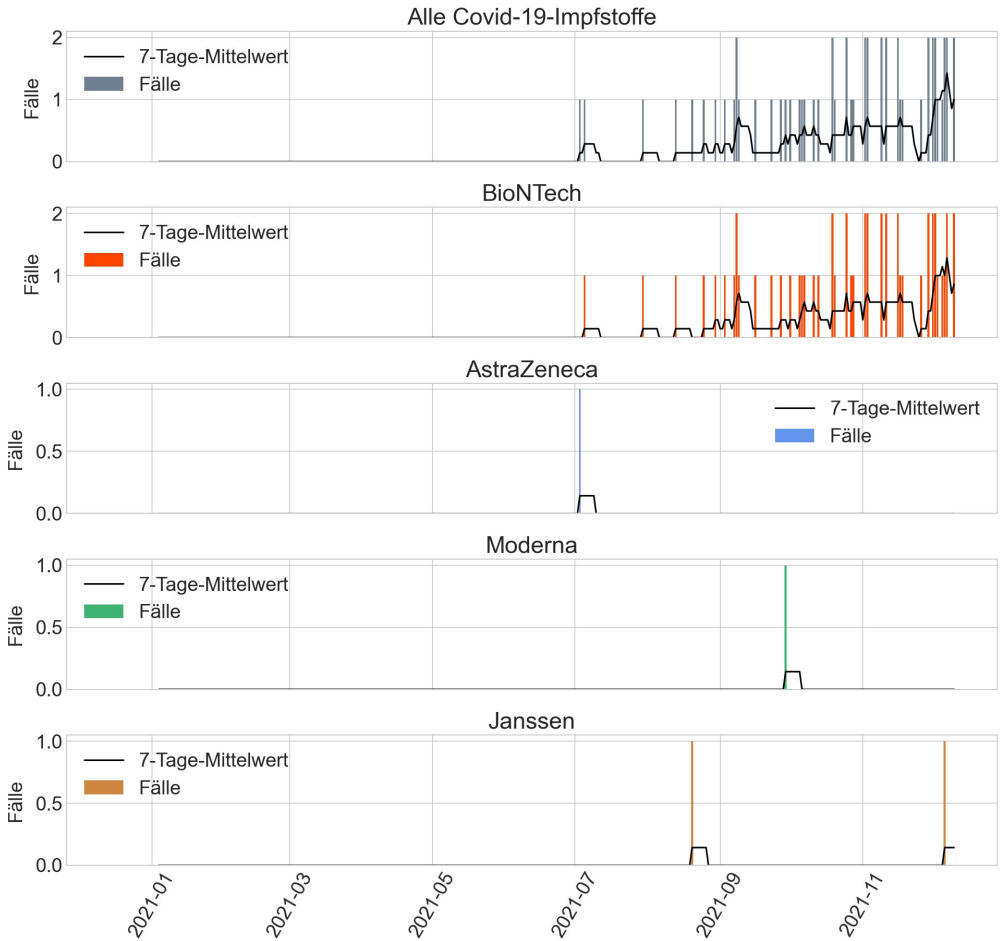 Alle Covid-19-Impfstoffe
2
1
0
Fälle
7-Tage-Mittelwert
Fälle
BioNTech
2
1
0
Fälle
7-Tage-Mittelwert
Fälle
AstraZeneca
1.0
0.5
0.0
Fälle
7-Tage-Mittelwert
Fälle
Moderna
1.0
0.5
0.0
Fälle
7-Tage-Mittelwert
Fälle
Janssen
1.0
0.5
0.0
Fälle
7-Tage-Mittelwert
Fälle
2021-01
2021-03
2021-05
2021-07
2021-09
2021-11